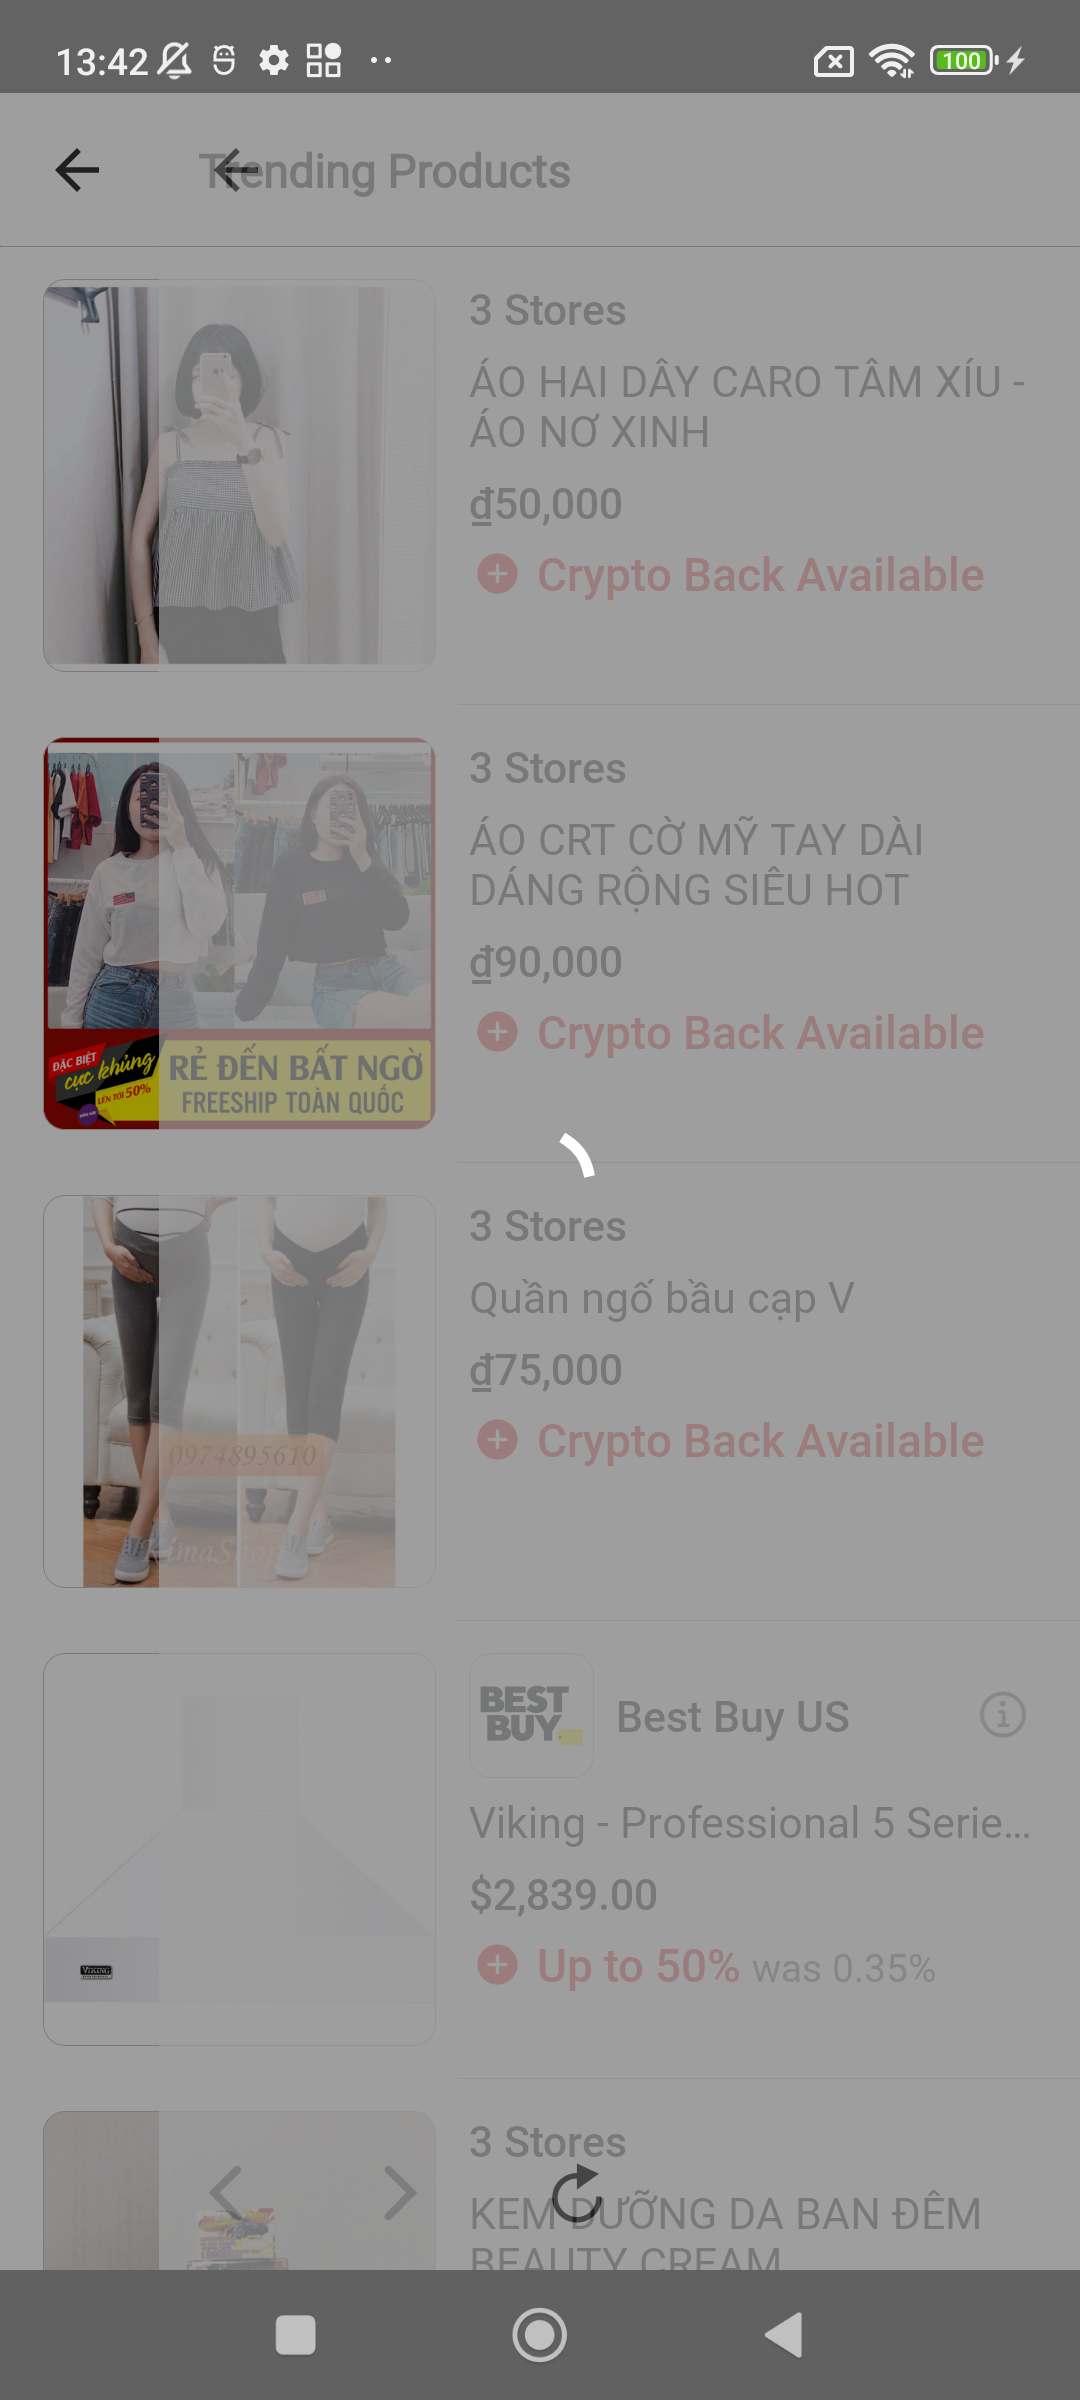 13:42
100
Trending Products
3 Stores
ÁO HAI DÂY CARO TÂM XÍU -
ÁO NƠ XINH
₫50,000
Crypto Back Available
3 Stores
ÁO CRT CỜ MỸ TAY DÀI
DÁNG RỘNG SIÊU HOT
₫90,000
Crypto Back Available
ĐẶC BIỆT
cực khủng
LÊN TỚI 50%
RẺ ĐẾN BẤT NGỜ
FREESHIP TOÀN QUỐC
3 Stores
Quần ngố bầu cạp V
₫75,000
Crypto Back Available
0974895610
KimaShop
BEST
BUY
Best Buy US
Viking - Professional 5 Serie...
$2,839.00
Up to 50% was 0.35%
VIKING
3 Stores
KEM DƯỠNG DA BAN ĐÊM
BEAUTY CREAM